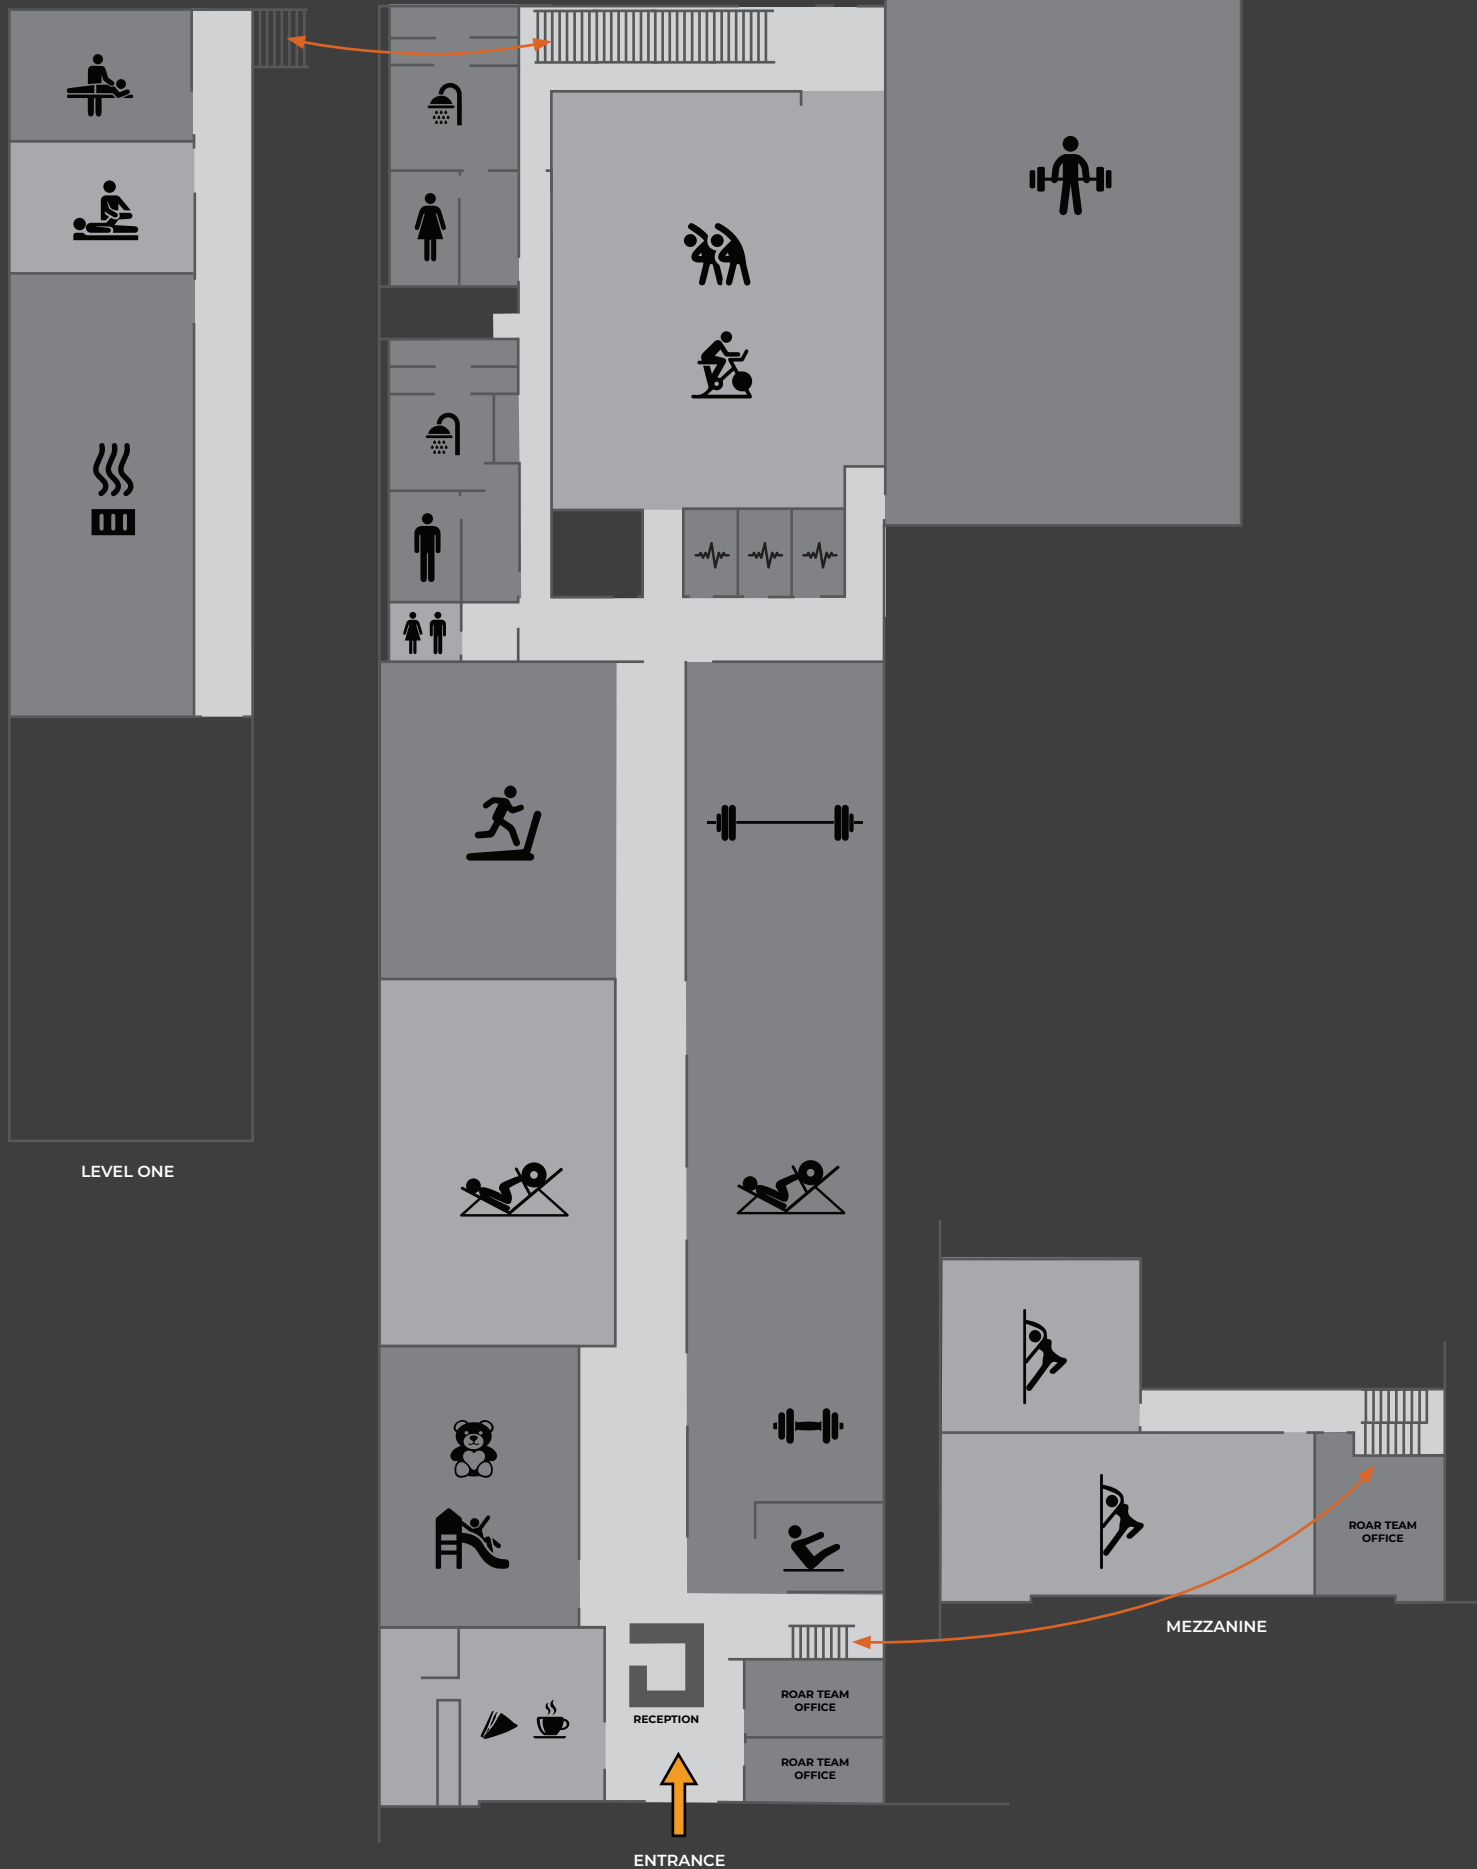 LEVEL ONE
ROAR TEAM
OFFICE
MEZZANINE
ROAR TEAM
OFFICE
RECEPTION
ROAR TEAM
OFFICE
ENTRANCE